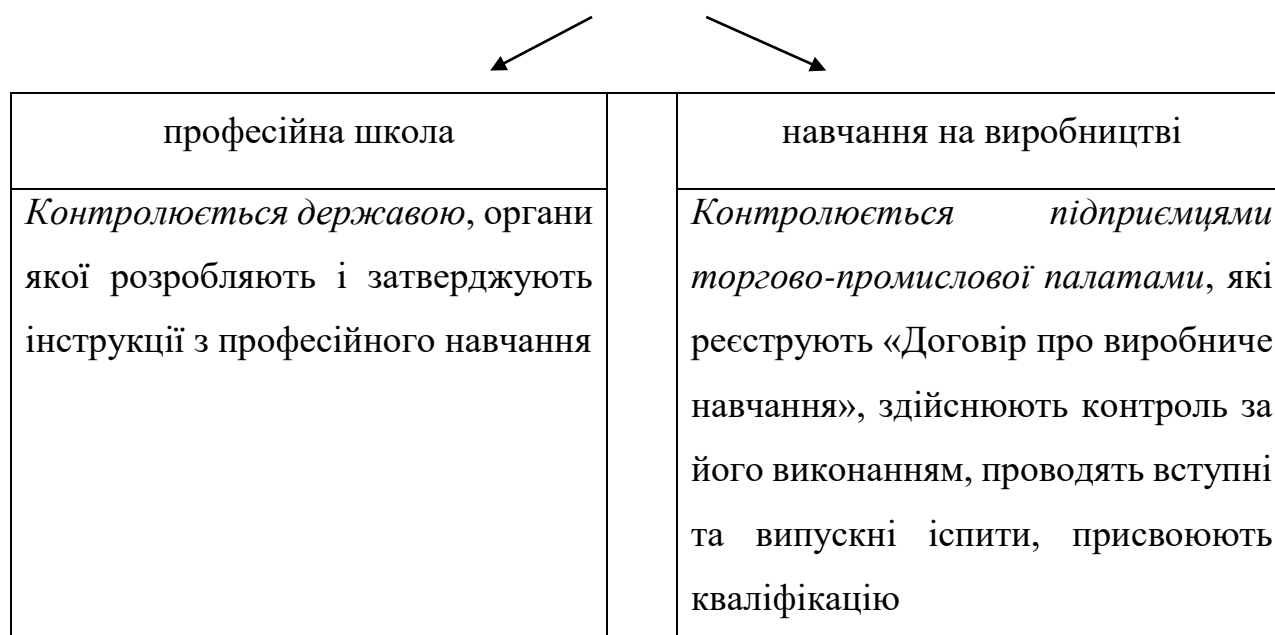 професійна школа
Контролюється державою, органи
якої розробляють і затверджують
інструкції з професійного навчання
навчання на виробництві
Контролюється підприємцями
торгово-промислової палатами, які
реєструють «Договір про виробниче
навчання», здійснюють контроль за
його виконанням, проводять вступні
та випускні іспити, присвоюють
кваліфікацію